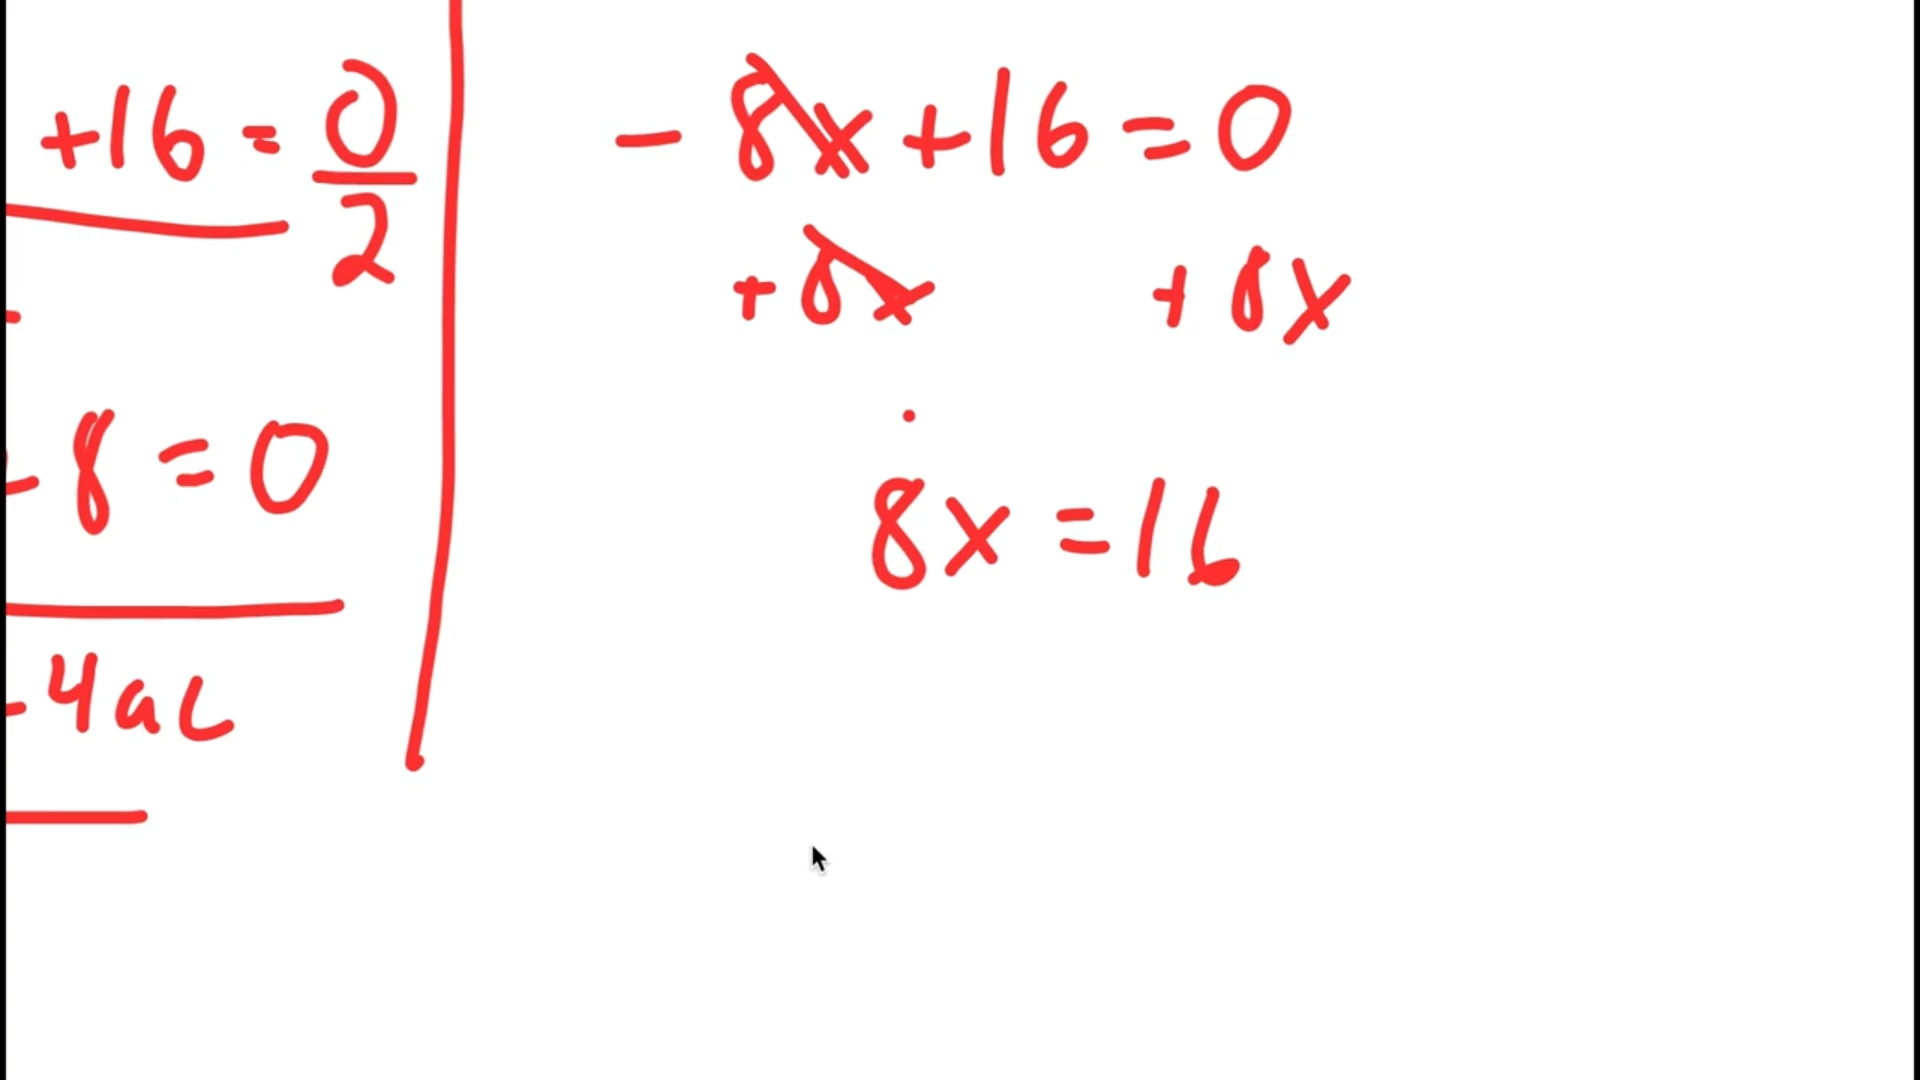 +16 = 0
2
- 8 = 0
- 4ac
- 8x + 16 = 0
+ 8x + 8x
8x = 16